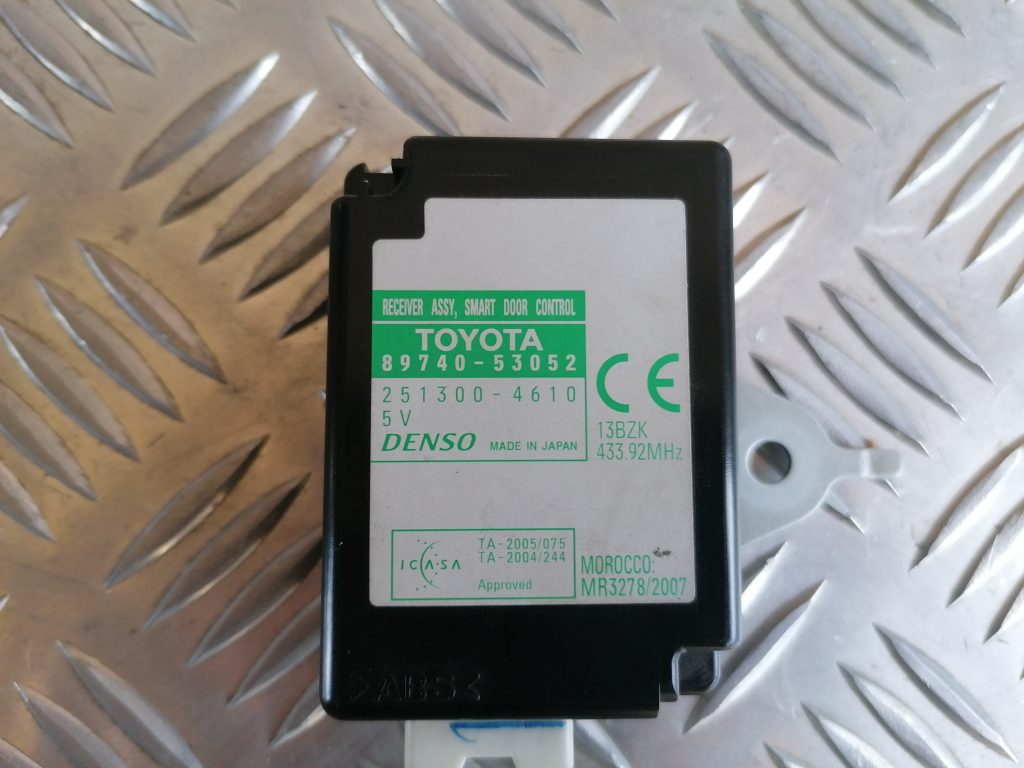 RECEIVER ASSY, SMART DOOR CONTROL
TOYOTA
89740-53052
251300-4610
5V
DENSO MADE IN JAPAN
CE
13BZK
433.92MHz
ICASA
TA-2005/075
TA-2004/244
Approved
MOROCCO:
MR3278/2007
>ABS<